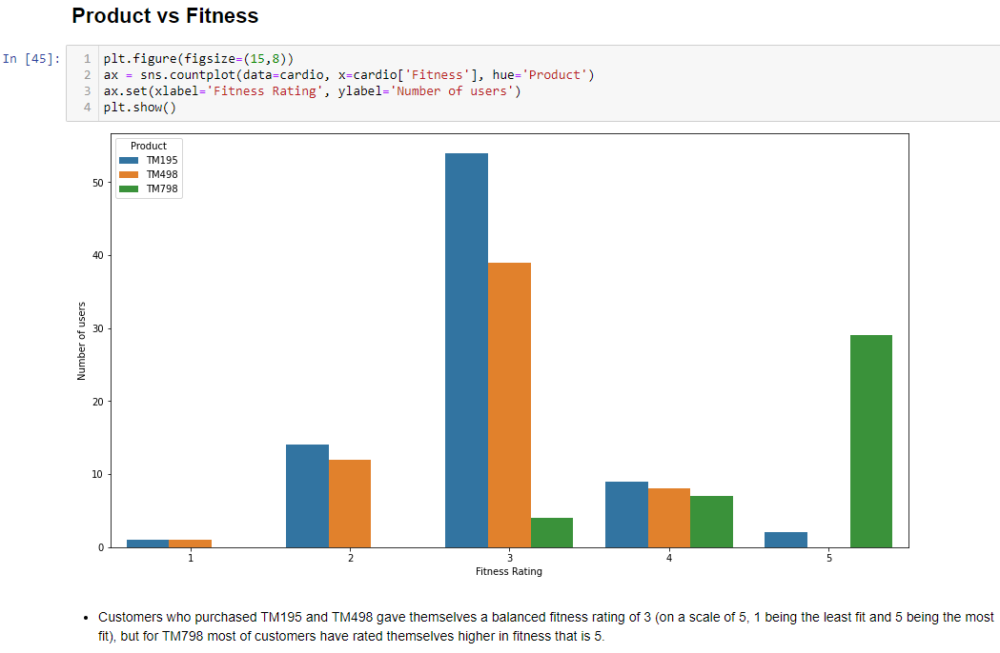 Product vs Fitness
In [45]:
1 plt.figure(figsize=(15,8))
2 ax = sns.countplot(data=cardio, x=cardio['Fitness'], hue='Product')
3 ax.set(xlabel='Fitness Rating', ylabel='Number of users')
4 plt.show()
Product
TM195
TM498
TM798
50
40
30
20
10
0
Number of users
1 2 3 4 5
Fitness Rating
• Customers who purchased TM195 and TM498 gave themselves a balanced fitness rating of 3 (on a scale of 5, 1 being the least fit and 5 being the most
fit), but for TM798 most of customers have rated themselves higher in fitness that is 5.